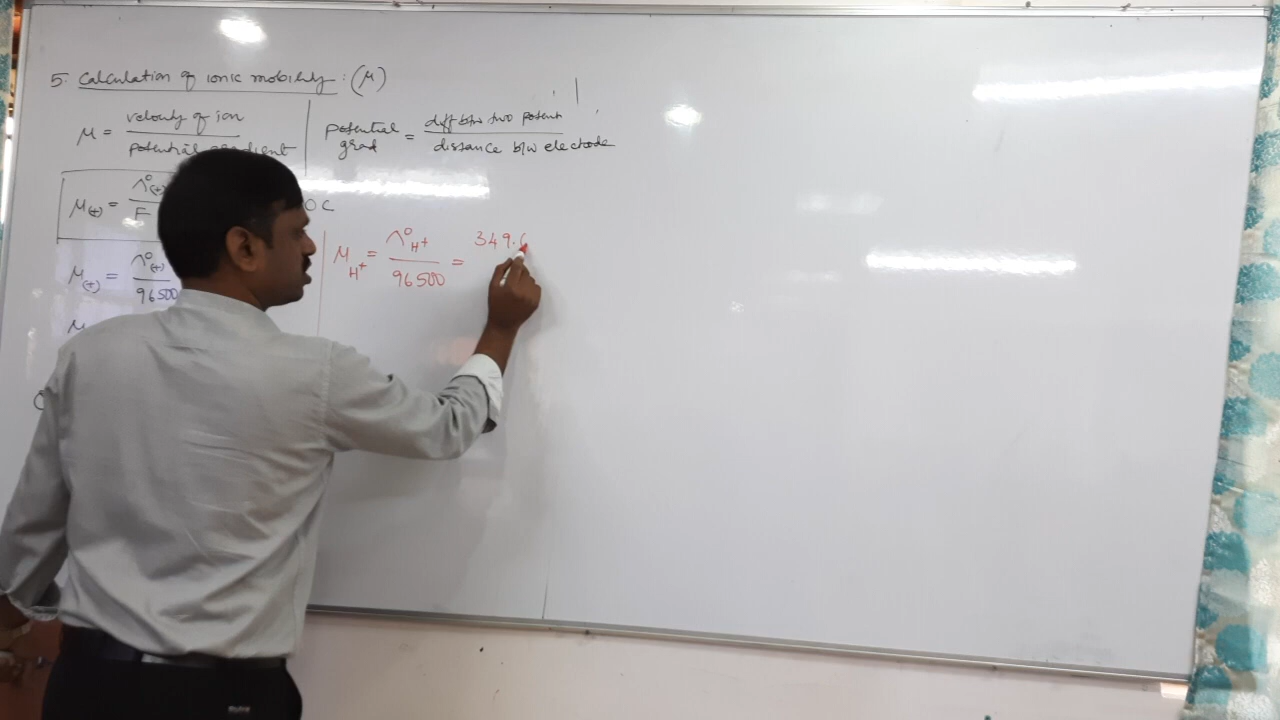 5. Calculation of ionic mobility : (μ)
μ = velocity of ion / potential gradient
potential grad = diff b/w two potent / distance b/w electrode
μ(+) = Λ°(+) / F
OC
μ(+) = Λ°(+) / 96500
μ
μH+ = Λ°H+ / 96500 = 349.